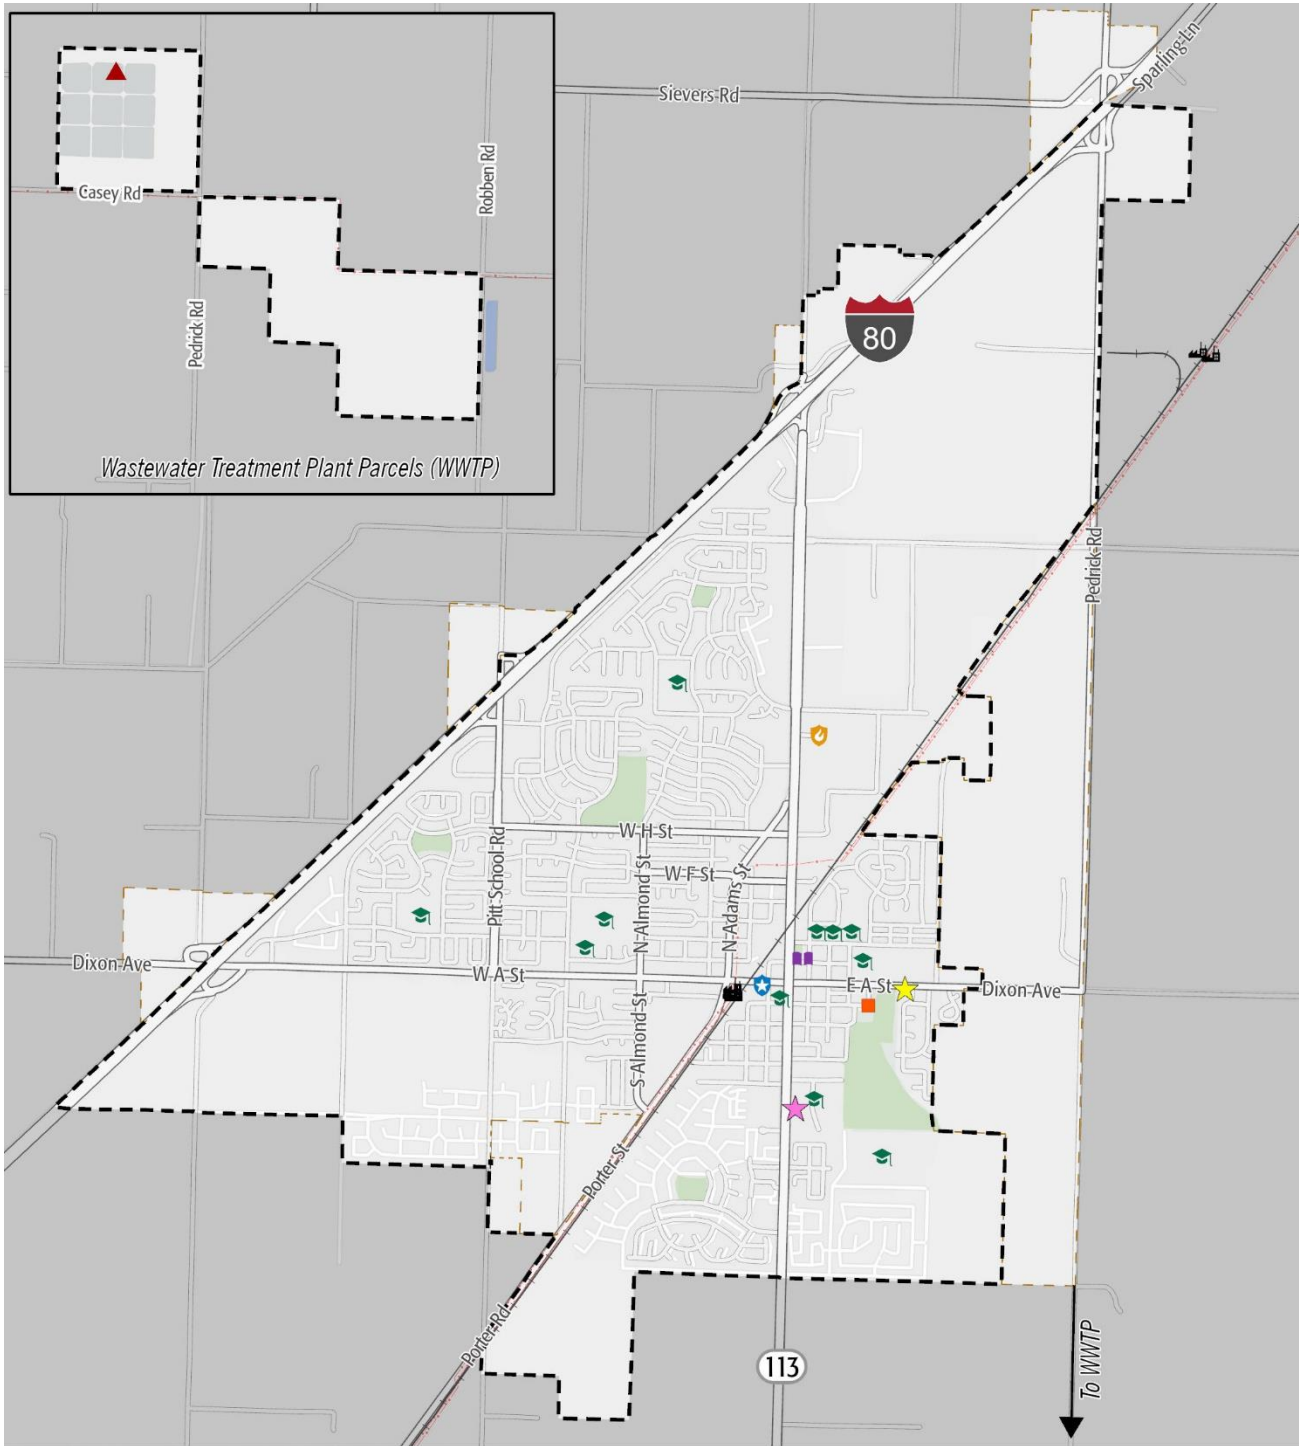 Sievers Rd
Sparling Ln
Casey Rd
Robben Rd
Pedrick Rd
Wastewater Treatment Plant Parcels (WWTP)
80
Pedrick Rd
W H St
Pitt School Rd
W F St
N Almond St
N Adams St
Dixon Ave
W A St
E A St
Dixon Ave
S Almond St
Porter St
Porter Rd
113
To WWTP